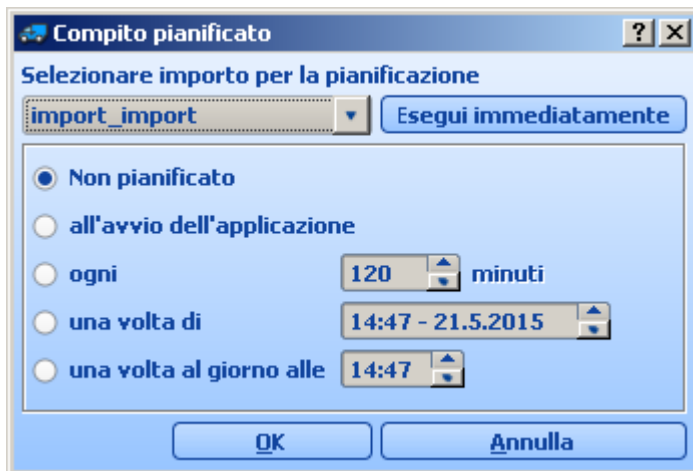 Compito pianificato ?
Selezionare importo per la pianificazione
import_import Esegui immediatamente
Non pianificato
all'avvio dell'applicazione
ogni 120 minuti
una volta di 14:47 - 21.5.2015
una volta al giorno alle 14:47
OK Annulla